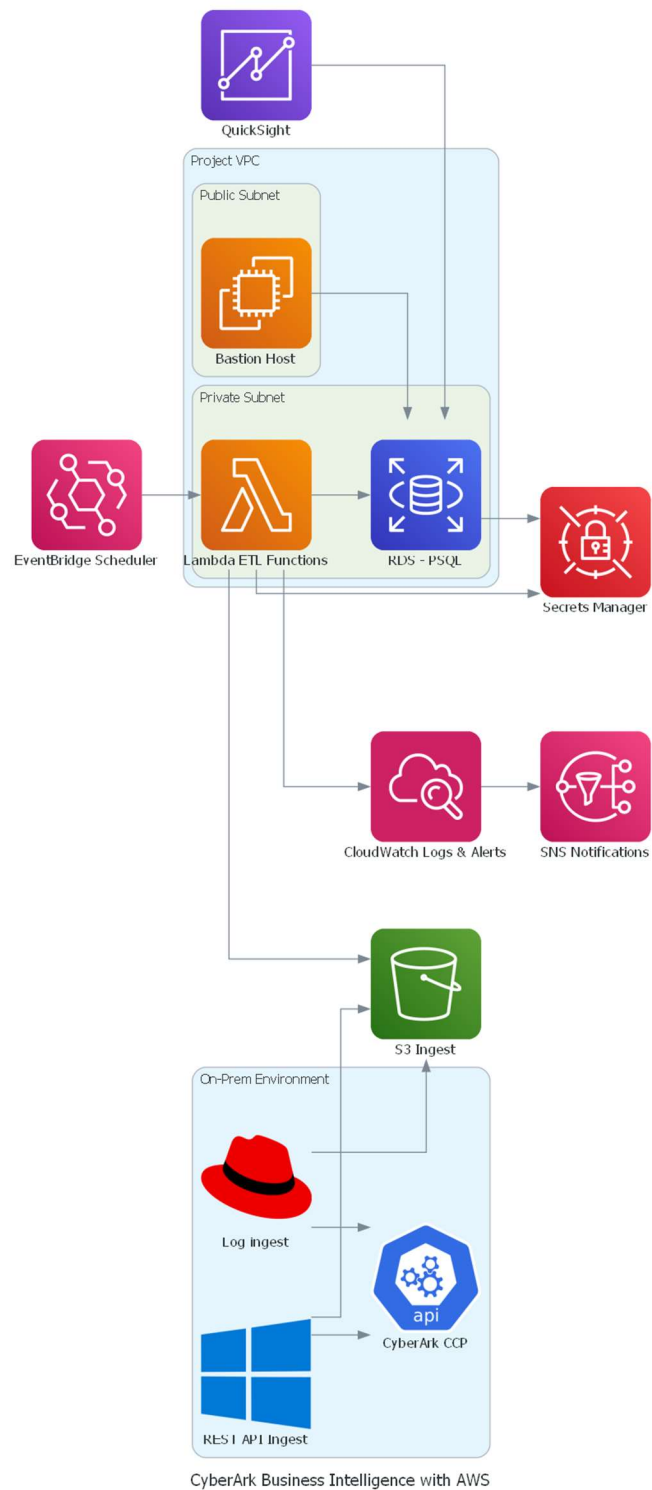 QuickSight
Project VPC
Public Subnet
Bastion Host
Private Subnet
EventBridge Scheduler
Lambda ETL Functions
RDS - PSQL
Secrets Manager
CloudWatch Logs & Alerts
SNS Notifications
S3 Ingest
On-Prem Environment
Log ingest
api
CyberArk CCP
REST API Ingest
CyberArk Business Intelligence with AWS